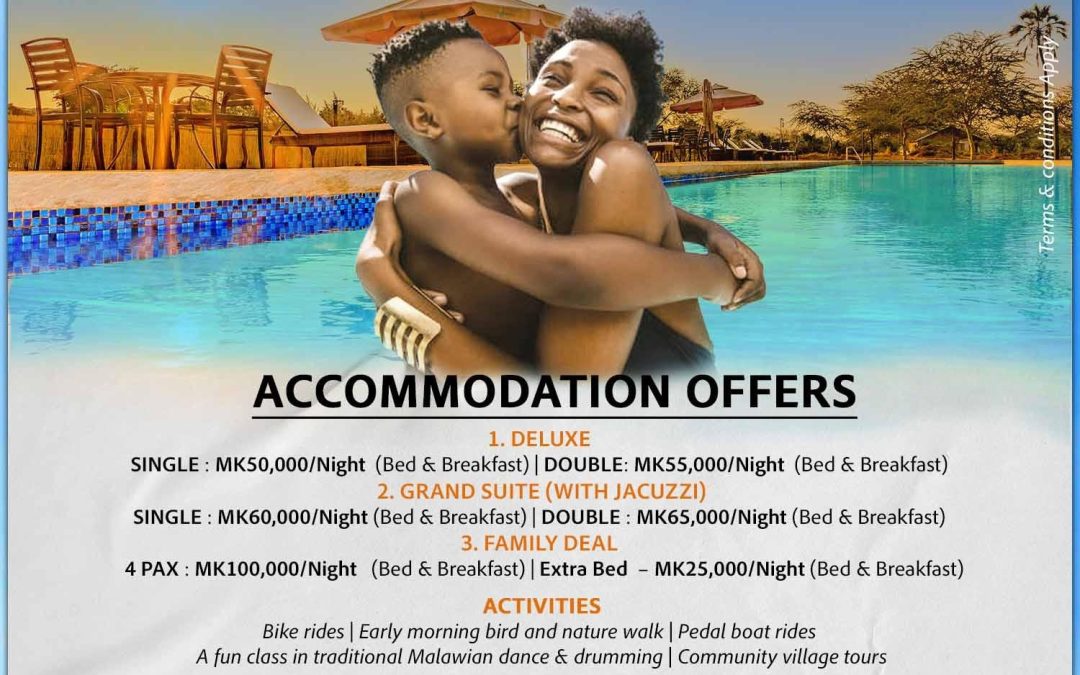 Terms & conditions Apply
ACCOMMODATION OFFERS
1. DELUXE
SINGLE : MK50,000/Night (Bed & Breakfast) | DOUBLE: MK55,000/Night (Bed & Breakfast)
2. GRAND SUITE (WITH JACUZZI)
SINGLE : MK60,000/Night (Bed & Breakfast) | DOUBLE : MK65,000/Night (Bed & Breakfast)
3. FAMILY DEAL
4 PAX : MK100,000/Night (Bed & Breakfast) | Extra Bed – MK25,000/Night (Bed & Breakfast)
ACTIVITIES
Bike rides | Early morning bird and nature walk | Pedal boat rides
A fun class in traditional Malawian dance & drumming | Community village tours